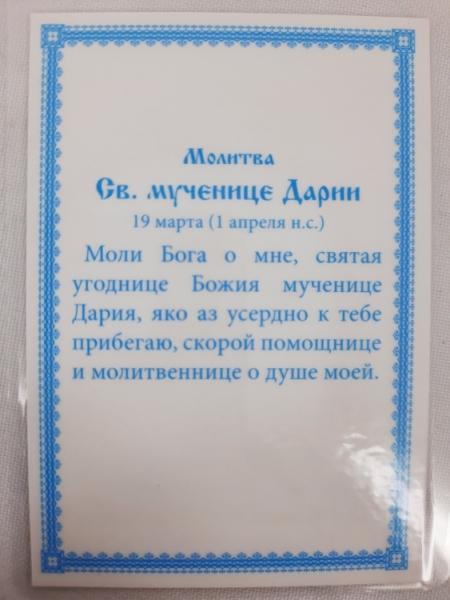 Молитва
Св. мученице Дарии
19 марта (1 апреля н.с.)
Моли Бога о мне, святая
угоднице Божия мученице
Дария, яко аз усердно к тебе
прибегаю, скорой помощнице
и молитвеннице о душе моей.